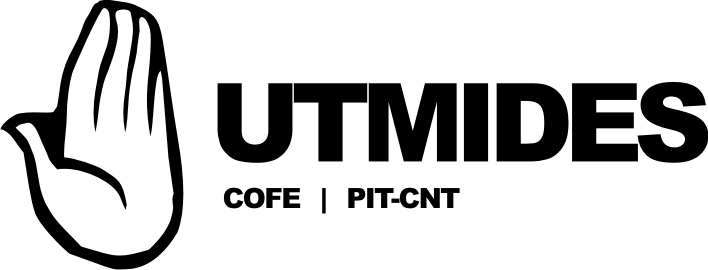 UTMIDES
COFE | PIT-CNT